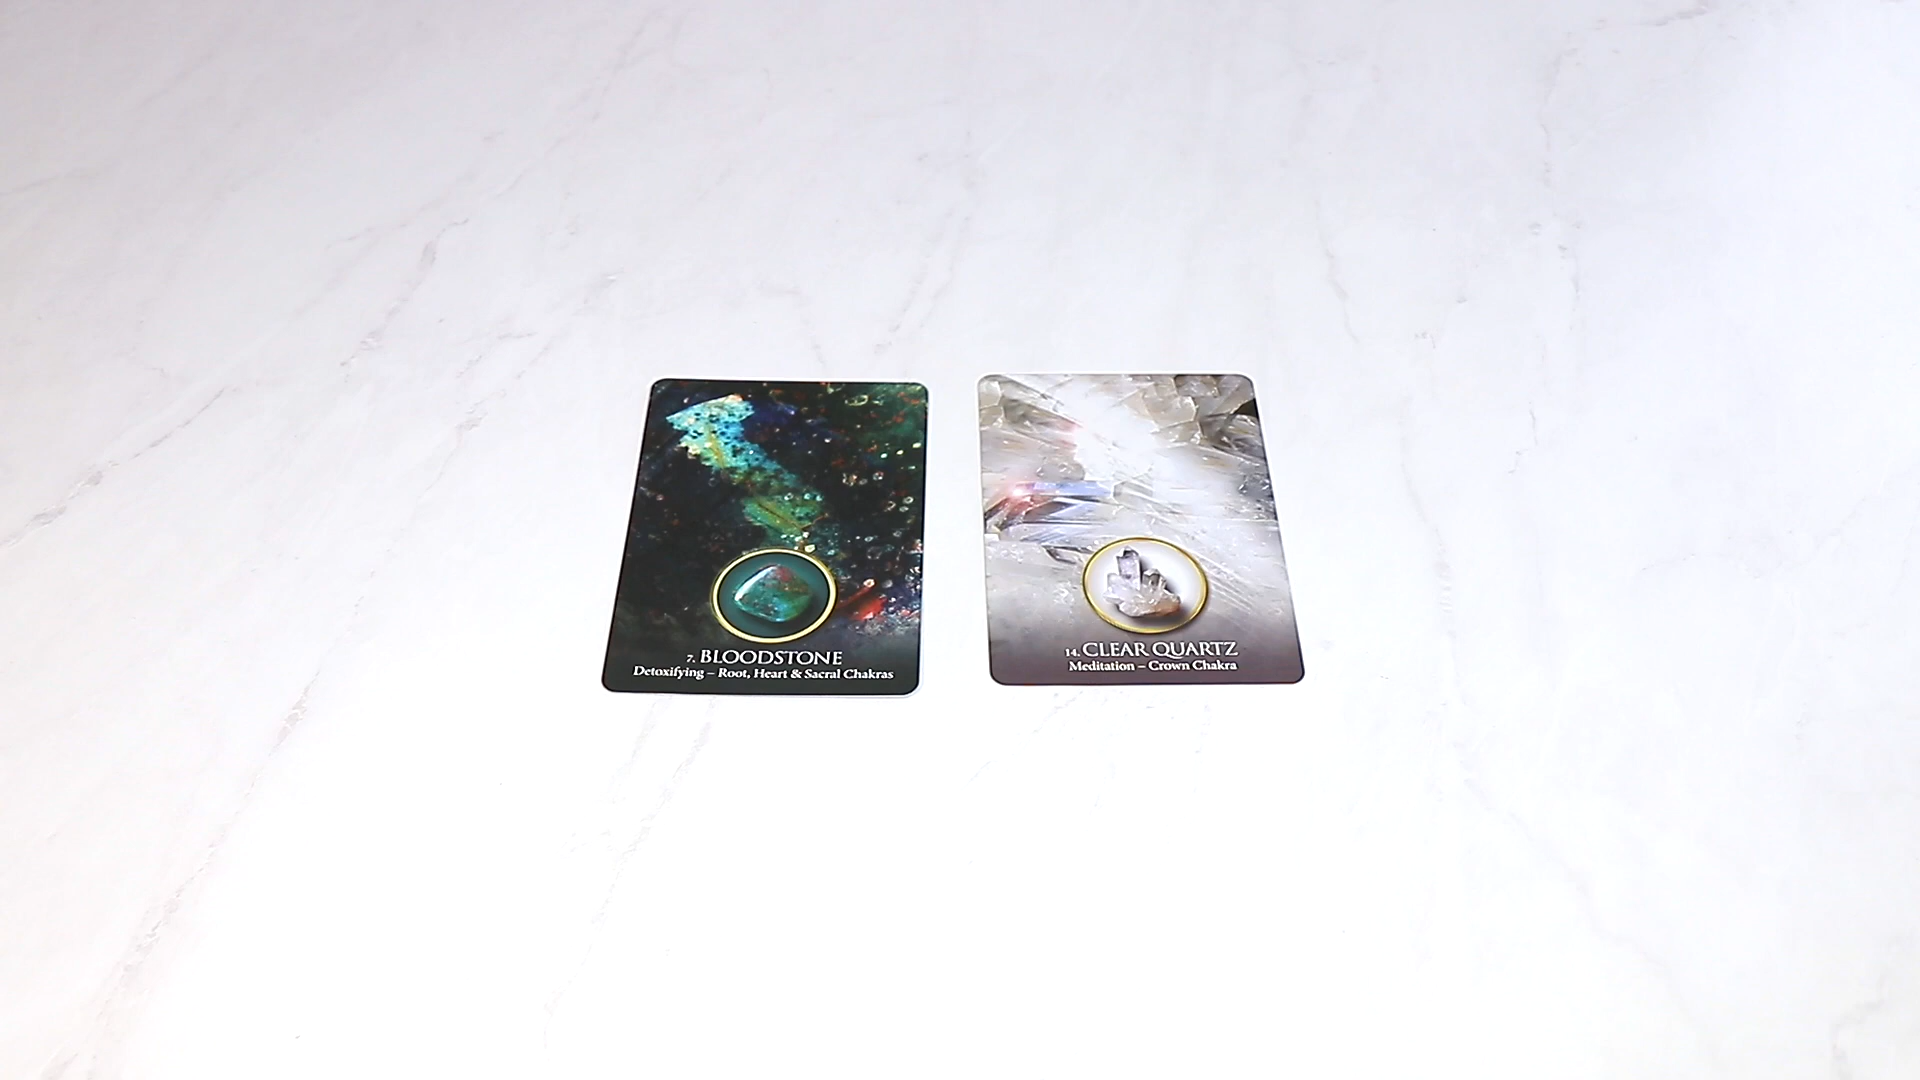 7. BLOODSTONE
Detoxifying – Root, Heart & Sacral Chakras
14. CLEAR QUARTZ
Meditation – Crown Chakra